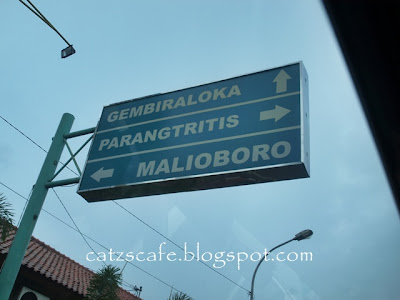 GEMBIRALOKA
PARANGTRITIS
MALIOBORO
catzscafe.blogspot.com